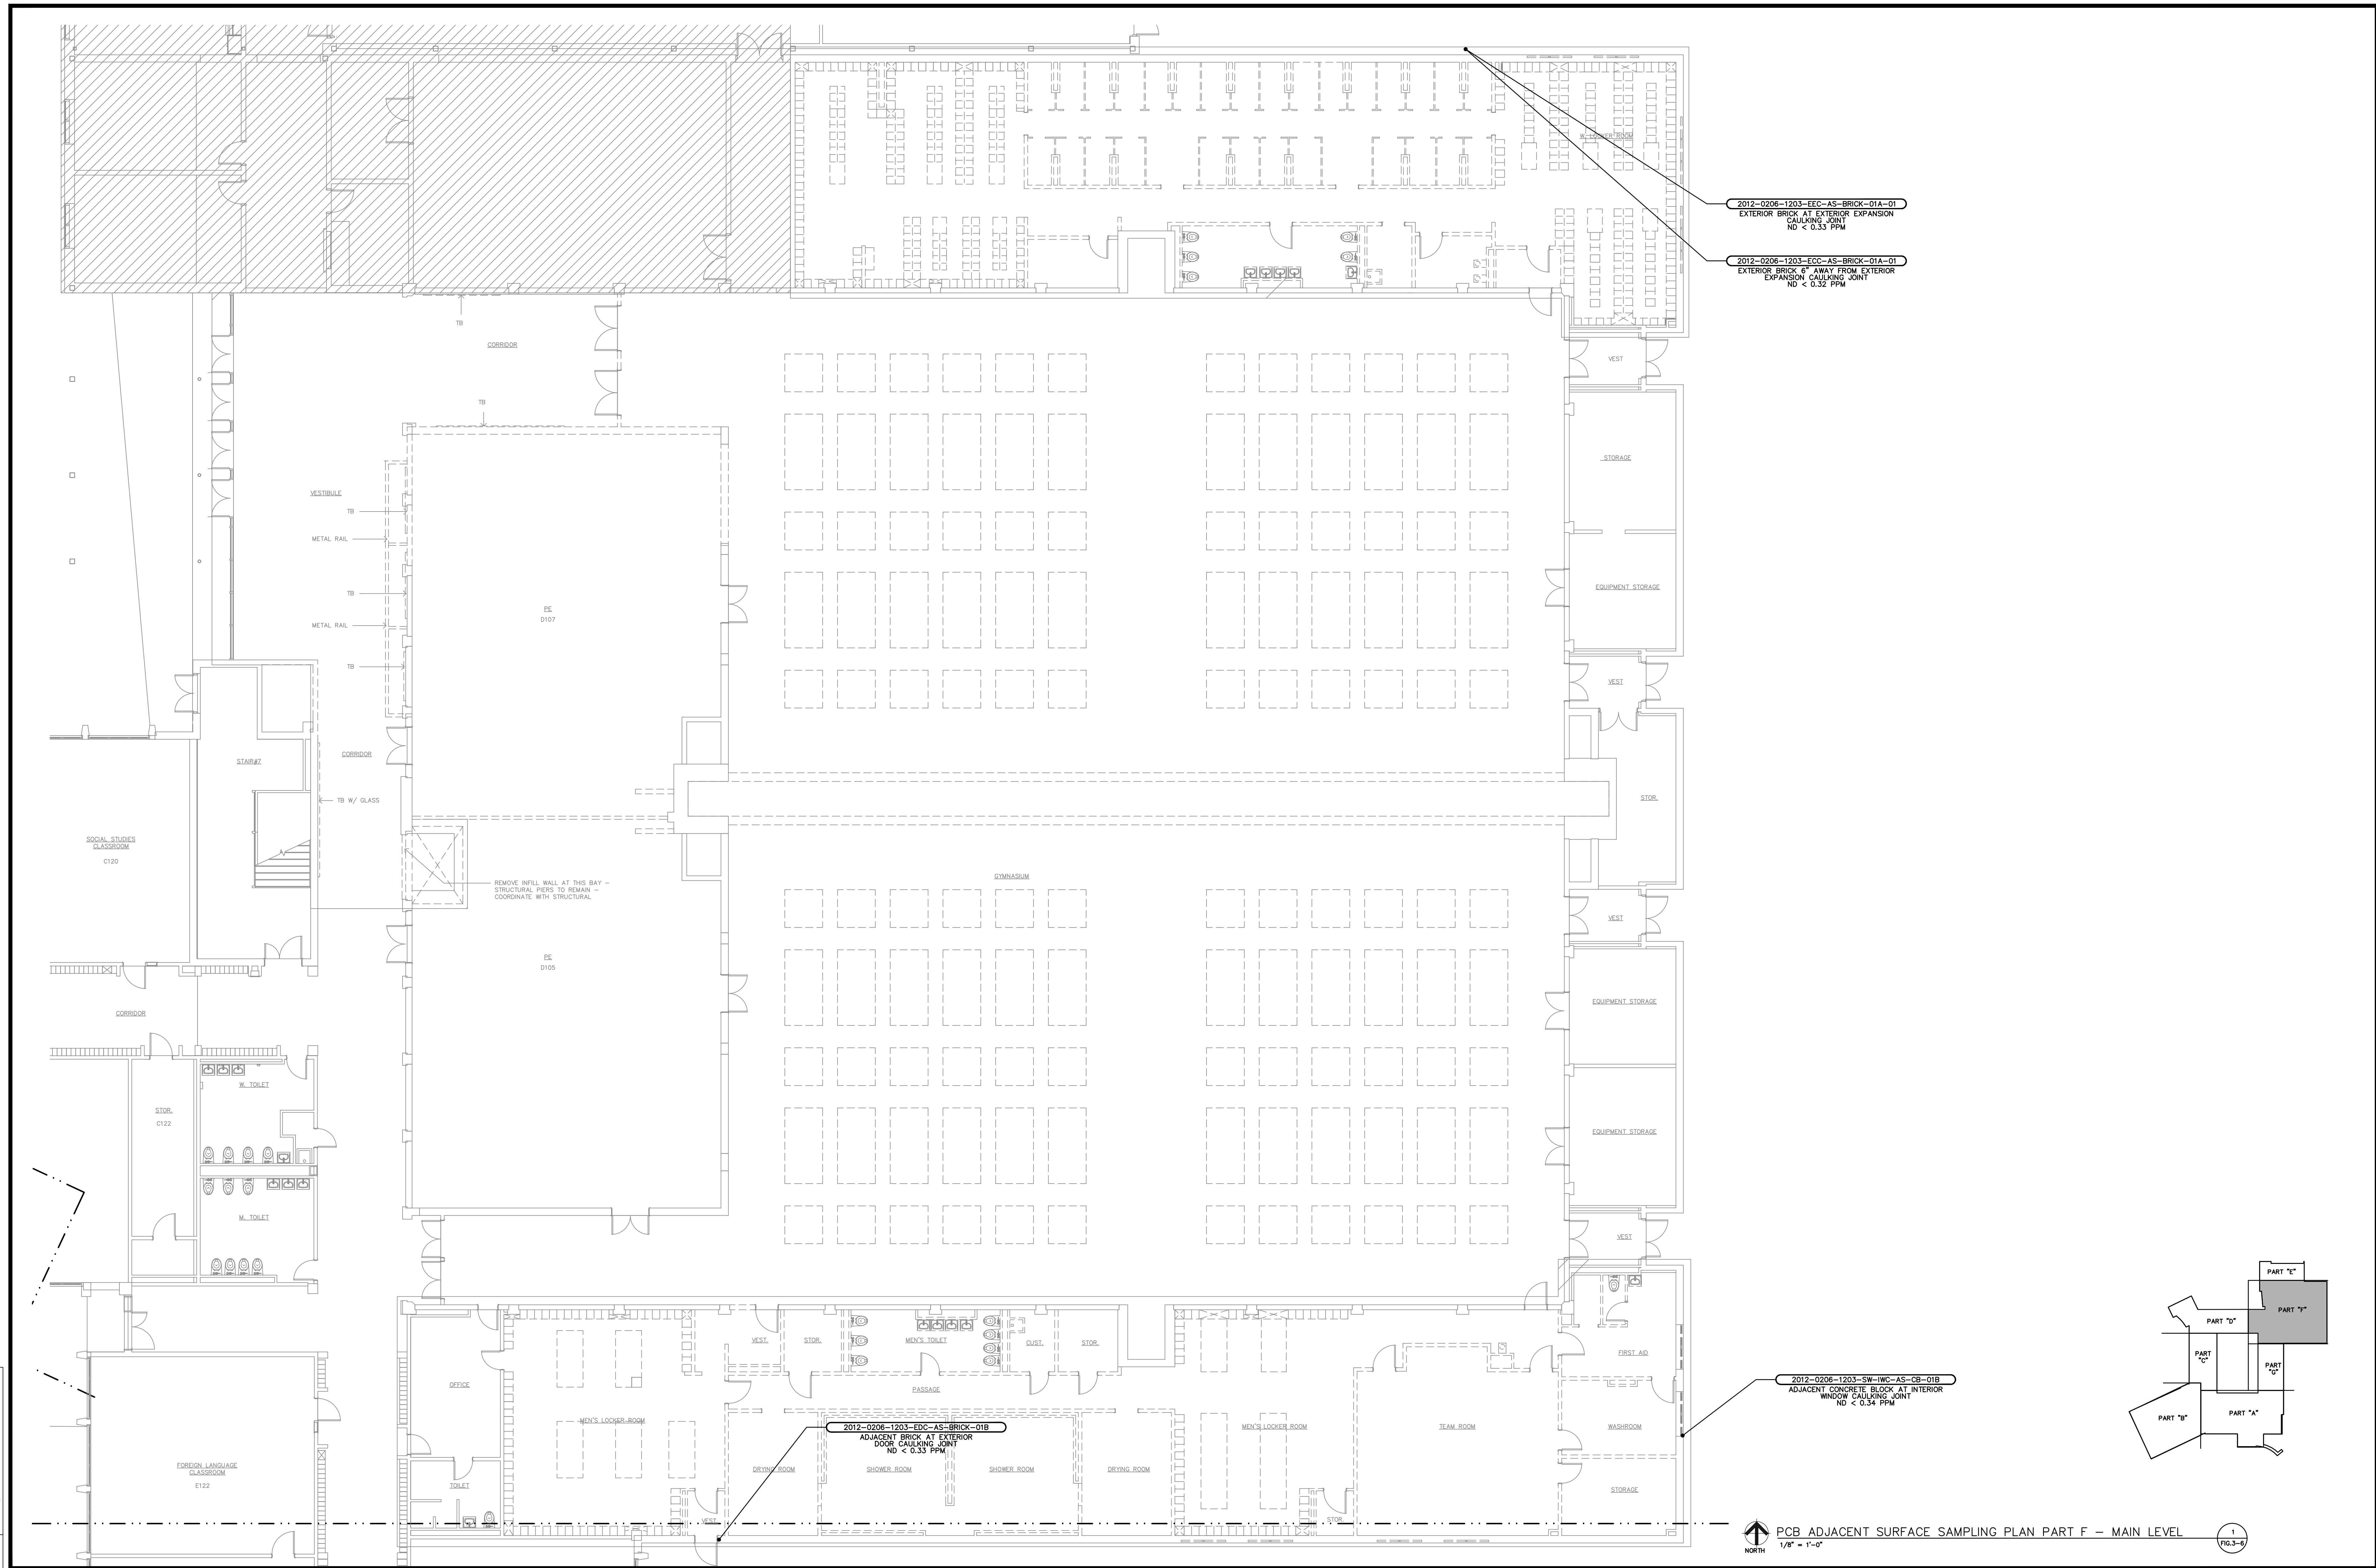 W. LOCKER ROOM
2012-0206-1203-EEC-AS-BRICK-01A-01
EXTERIOR BRICK AT EXTERIOR EXPANSION
CAULKING JOINT
ND < 0.33 PPM
2012-0206-1203-ECC-AS-BRICK-01A-01
EXTERIOR BRICK 6" AWAY FROM EXTERIOR
EXPANSION CAULKING JOINT
ND < 0.32 PPM
TB
CORRIDOR
VEST
TB
STORAGE
VESTIBULE
TB
METAL RAIL
EQUIPMENT STORAGE
TB
PE
D107
METAL RAIL
TB
VEST
CORRIDOR
STAIR#7
TB W/ GLASS
STOR.
SOCIAL STUDIES
CLASSROOM
C120
GYMNASIUM
REMOVE INFILL WALL AT THIS BAY –
STRUCTURAL PIERS TO REMAIN –
COORDINATE WITH STRUCTURAL
VEST
PE
D105
EQUIPMENT STORAGE
CORRIDOR
W. TOILET
STOR.
C122
EQUIPMENT STORAGE
M. TOILET
VEST
PART "E"
PART "F"
PART "D"
PART
"C"
PART
"G"
PART "B"
PART "A"
VEST.
STOR.
MEN'S TOILET
CUST.
STOR.
FIRST AID
OFFICE
PASSAGE
2012-0206-1203-SW-IWC-AS-CB-01B
ADJACENT CONCRETE BLOCK AT INTERIOR
WINDOW CAULKING JOINT
ND < 0.34 PPM
MEN'S LOCKER ROOM
2012-0206-1203-EDC-AS-BRICK-01B
ADJACENT BRICK AT EXTERIOR
DOOR CAULKING JOINT
ND < 0.33 PPM
MEN'S LOCKER ROOM
TEAM ROOM
WASHROOM
FOREIGN LANGUAGE
CLASSROOM
E122
DRYING ROOM
SHOWER ROOM
SHOWER ROOM
DRYING ROOM
TOILET
STORAGE
VEST.
STOR.
NORTH
PCB ADJACENT SURFACE SAMPLING PLAN PART F – MAIN LEVEL
1/8" = 1'-0"
1
FIG.3-6